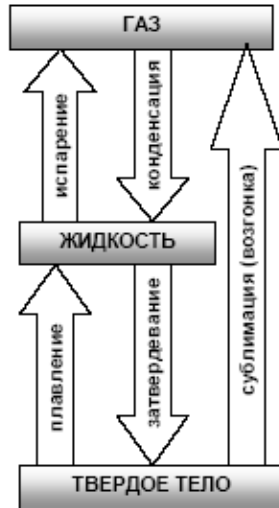 ГАЗ
испарение
конденсация
сублимация (возгонка)
ЖИДКОСТЬ
плавление
затвердевание
ТВЕРДОЕ ТЕЛО